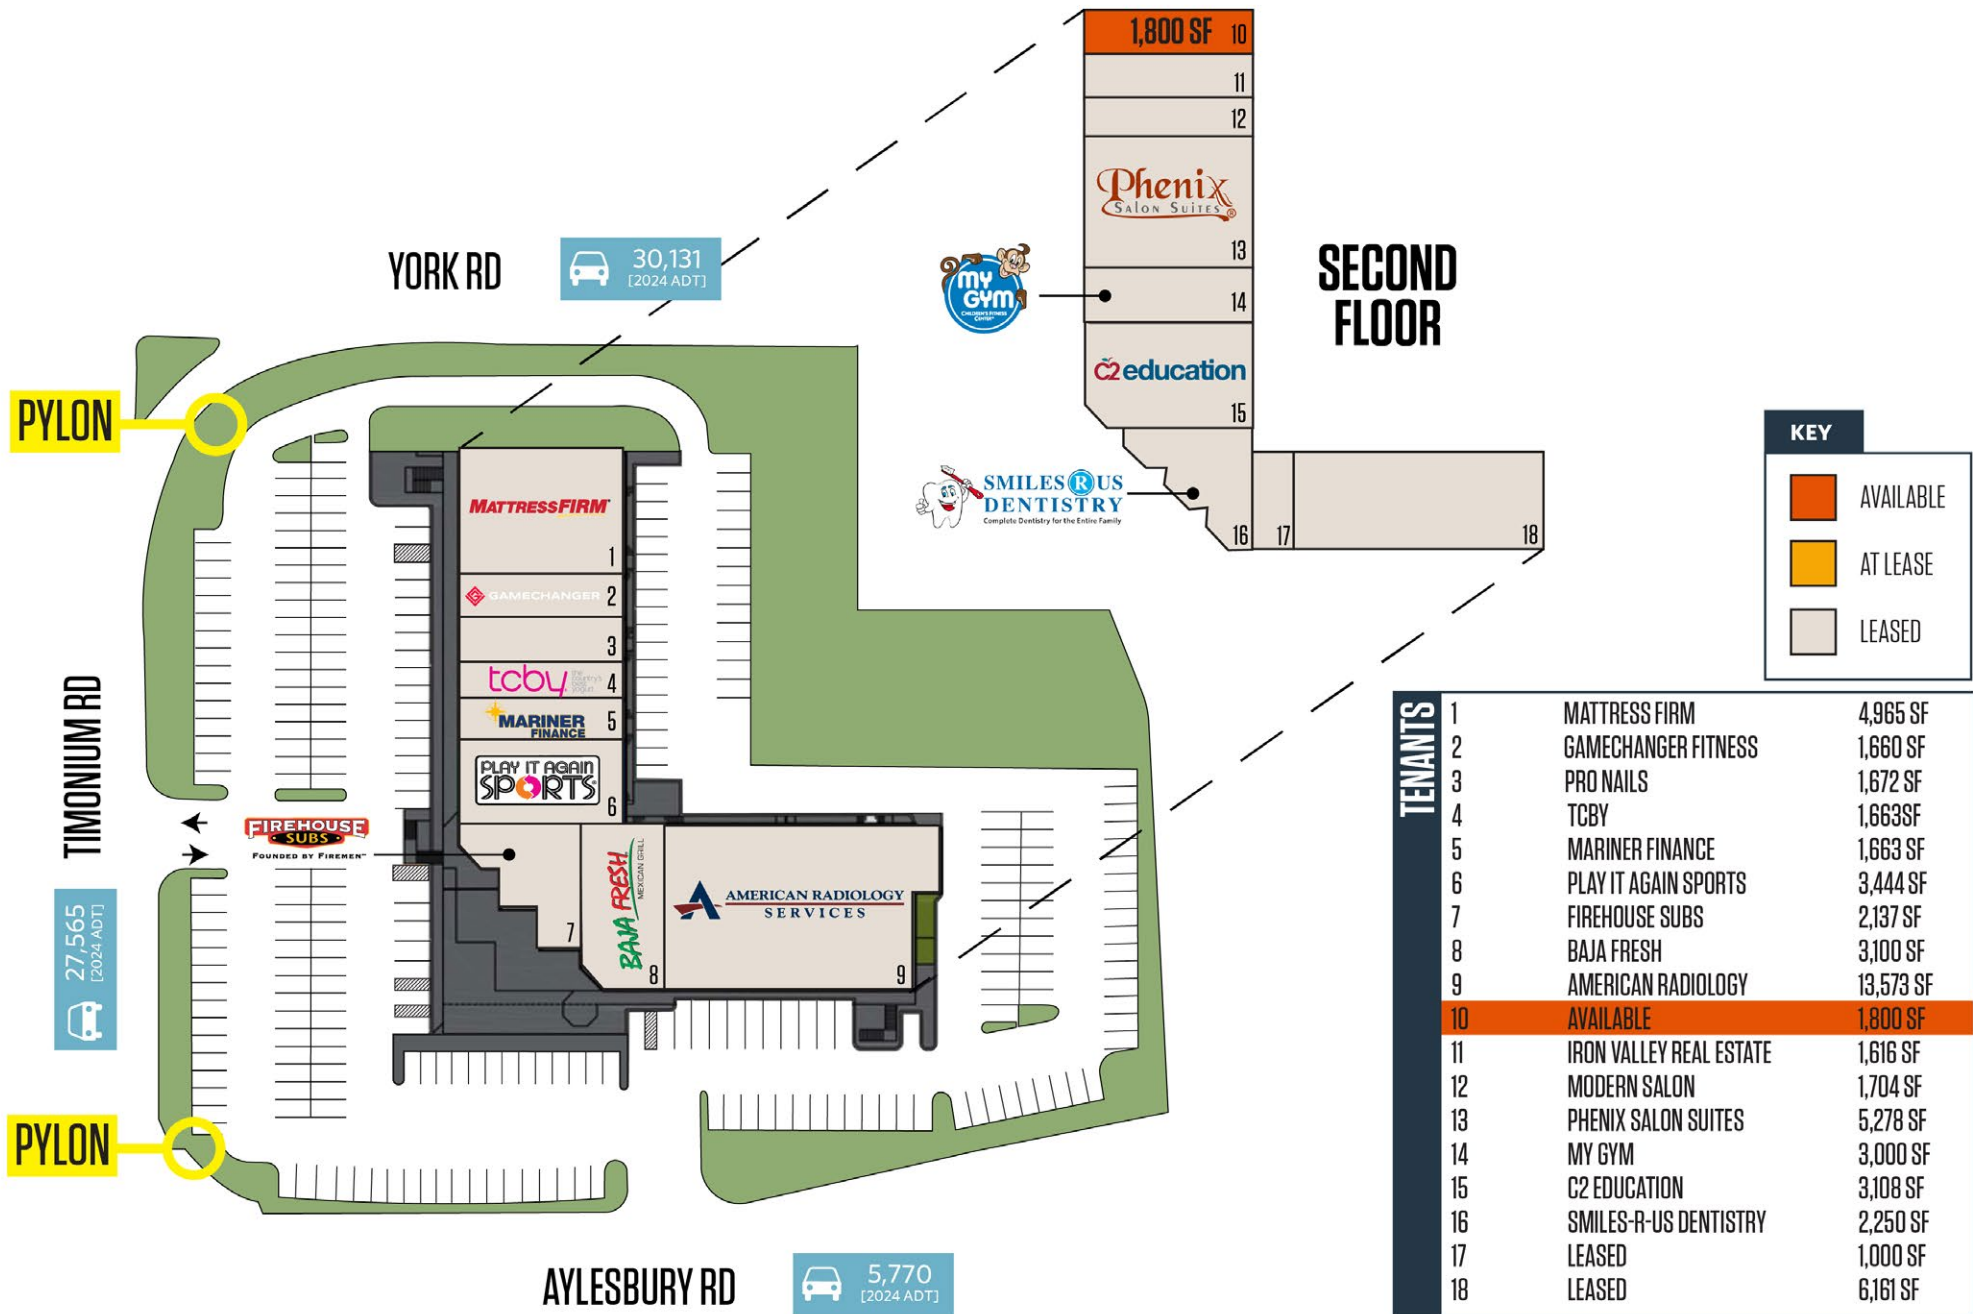 1,800 SF 10
11
12
Phenix
SALON SUITES ®
13
MY
GYM
CHILDREN'S FITNESS
CENTER
14
SECOND
FLOOR
C2 education
15
SMILES R US
DENTISTRY
Complete Dentistry for the Entire Family
16
17
18
YORK RD
30,131
[2024 ADT]
PYLON
MATTRESSFIRM
1
GAMECHANGER 2
3
tcby
the
country's
best
yogurt
4
MARINER
FINANCE
5
PLAY IT AGAIN
SPORTS
6
FIREHOUSE
SUBS
FOUNDED BY FIREMEN™
7
BAJA FRESH
MEXICAN GRILL
8
AMERICAN RADIOLOGY
SERVICES
9
TIMONIUM RD
27,565
[2024 ADT]
PYLON
AYLESBURY RD
5,770
[2024 ADT]
KEY
AVAILABLE
AT LEASE
LEASED
TENANTS
1 MATTRESS FIRM 4,965 SF
2 GAMECHANGER FITNESS 1,660 SF
3 PRO NAILS 1,672 SF
4 TCBY 1,663SF
5 MARINER FINANCE 1,663 SF
6 PLAY IT AGAIN SPORTS 3,444 SF
7 FIREHOUSE SUBS 2,137 SF
8 BAJA FRESH 3,100 SF
9 AMERICAN RADIOLOGY 13,573 SF
10 AVAILABLE 1,800 SF
11 IRON VALLEY REAL ESTATE 1,616 SF
12 MODERN SALON 1,704 SF
13 PHENIX SALON SUITES 5,278 SF
14 MY GYM 3,000 SF
15 C2 EDUCATION 3,108 SF
16 SMILES-R-US DENTISTRY 2,250 SF
17 LEASED 1,000 SF
18 LEASED 6,161 SF